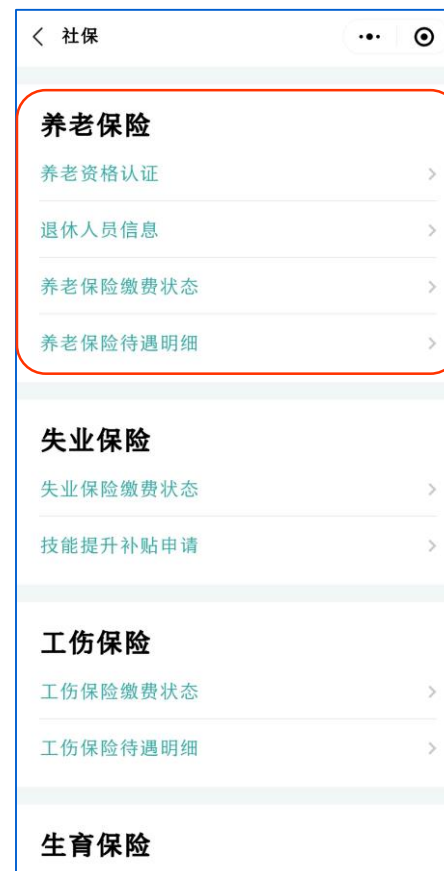 社保
养老保险
养老资格认证
退休人员信息
养老保险缴费状态
养老保险待遇明细
失业保险
失业保险缴费状态
技能提升补贴申请
工伤保险
工伤保险缴费状态
工伤保险待遇明细
生育保险